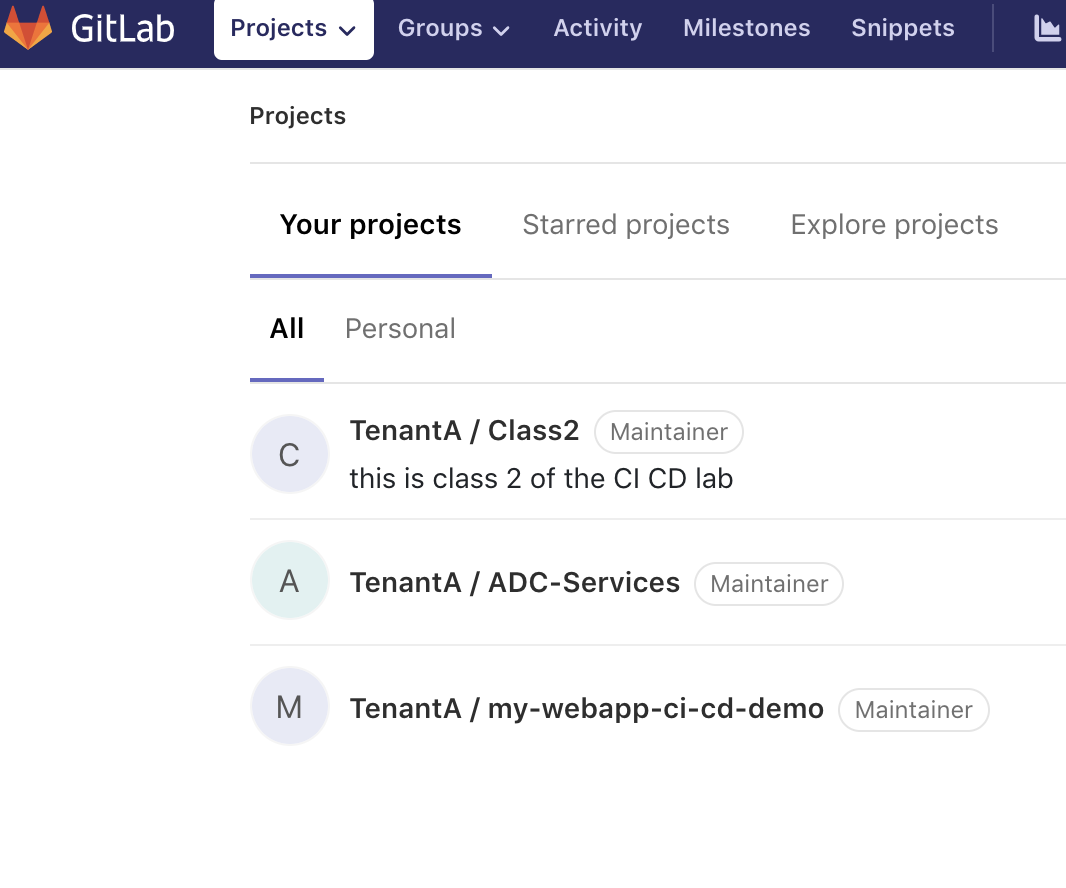 GitLab Projects Groups Activity Milestones Snippets
Projects
Your projects Starred projects Explore projects
All Personal
C TenantA / Class2 Maintainer
this is class 2 of the CI CD lab
A TenantA / ADC-Services Maintainer
M TenantA / my-webapp-ci-cd-demo Maintainer